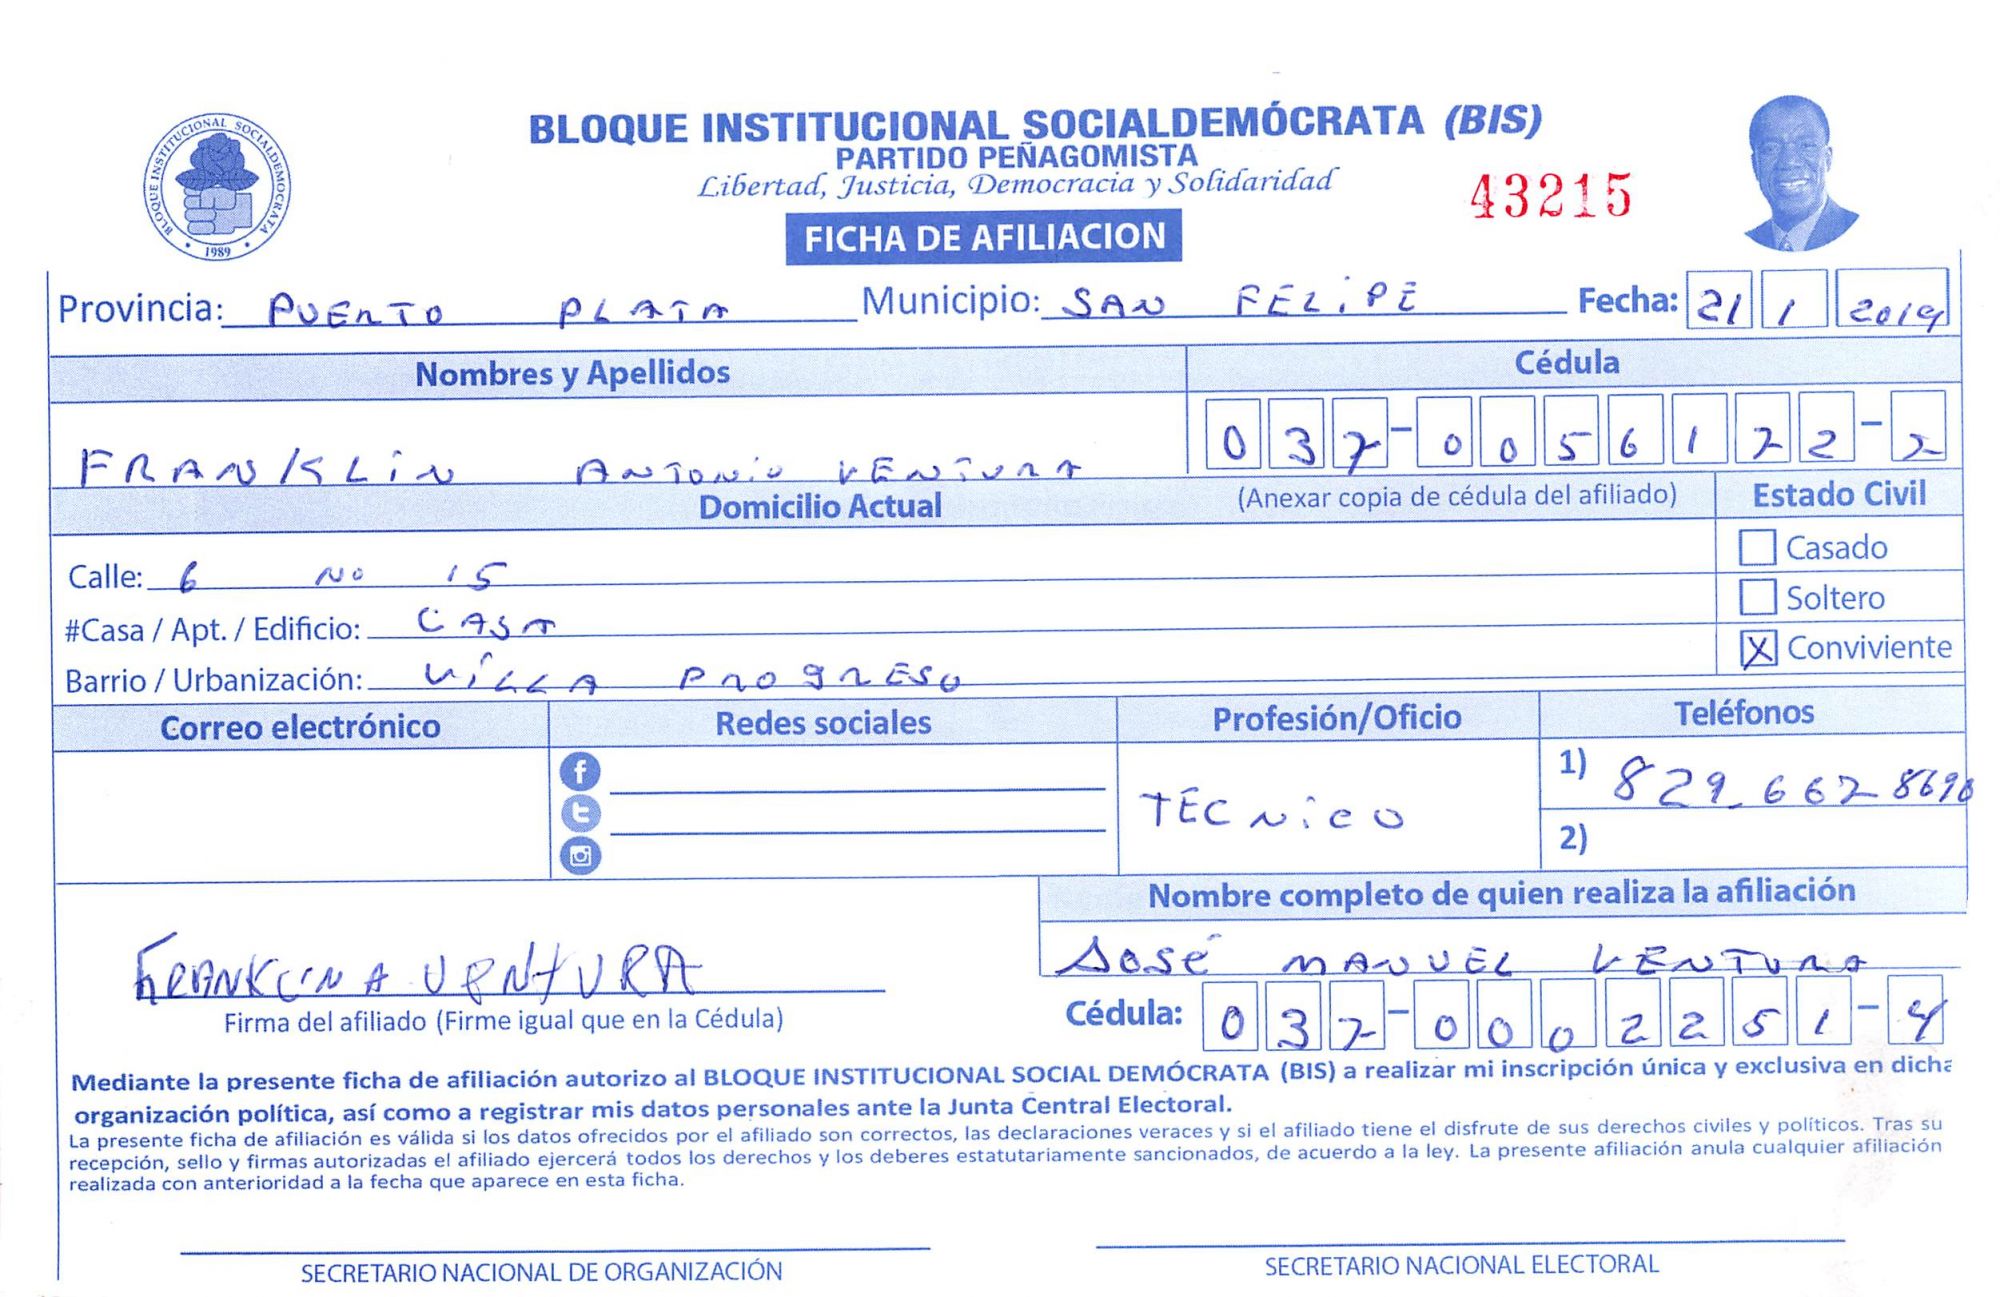 BLOQUE INSTITUCIONAL SOCIALDEMÓCRATA (BIS)
PARTIDO PEÑAGOMISTA
Libertad, Justicia, Democracia y Solidaridad
43215
BLOQUE INSTITUCIONAL SOCIALDEMOCRATA
1989
FICHA DE AFILIACION
Provincia: PUERTO PLATA Municipio: SAN FELIPE Fecha: 21 1 2019
Nombres y Apellidos Cédula
FRANKLIN ANTONIO VENTURA 037-0056122-2
Domicilio Actual (Anexar copia de cédula del afiliado) Estado Civil
Casado
Calle: 6 No 15
Soltero
#Casa / Apt. / Edificio: CASA
X Conviviente
Barrio / Urbanización: VILLA PROGRESO
Correo electrónico Redes sociales Profesión/Oficio Teléfonos
TÉCNICO 1) 829-662-8690
2)
Nombre completo de quien realiza la afiliación
JOSÉ MANUEL VENTURA
FRANKLIN A VENTURA
Firma del afiliado (Firme igual que en la Cédula) Cédula: 037-0002251-4
Mediante la presente ficha de afiliación autorizo al BLOQUE INSTITUCIONAL SOCIAL DEMÓCRATA (BIS) a realizar mi inscripción única y exclusiva en dicha
organización política, así como a registrar mis datos personales ante la Junta Central Electoral.
La presente ficha de afiliación es válida si los datos ofrecidos por el afiliado son correctos, las declaraciones veraces y si el afiliado tiene el disfrute de sus derechos civiles y políticos. Tras su
recepción, sello y firmas autorizadas el afiliado ejercerá todos los derechos y los deberes estatutariamente sancionados, de acuerdo a la ley. La presente afiliación anula cualquier afiliación
realizada con anterioridad a la fecha que aparece en esta ficha.
SECRETARIO NACIONAL DE ORGANIZACIÓN SECRETARIO NACIONAL ELECTORAL